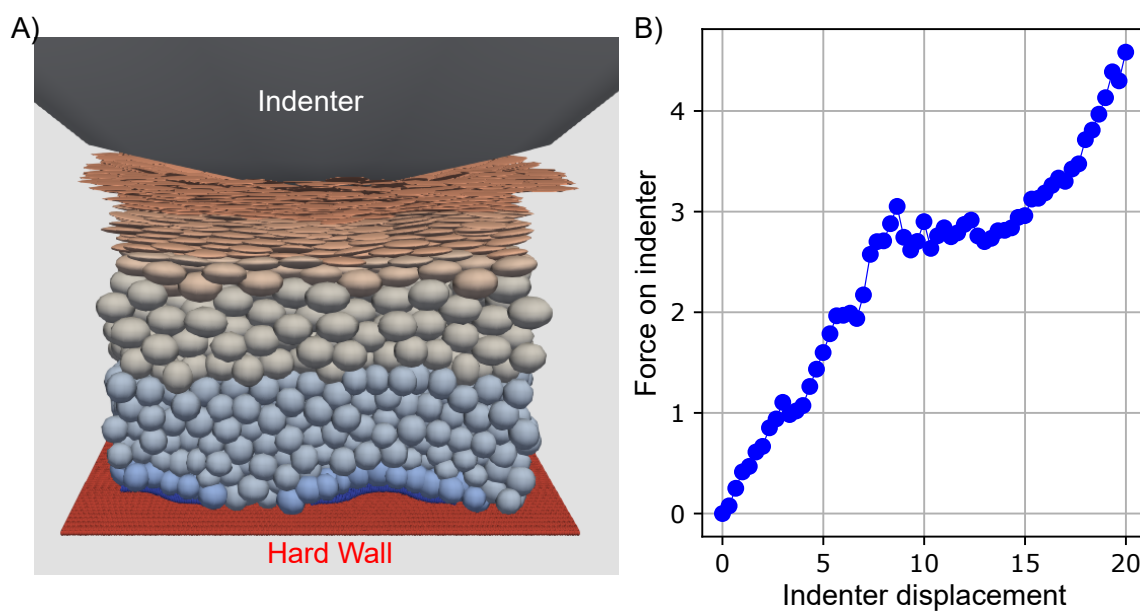 A)
Indenter
Hard Wall
B)
Force on indenter
4
3
2
1
0
0 5 10 15 20
Indenter displacement